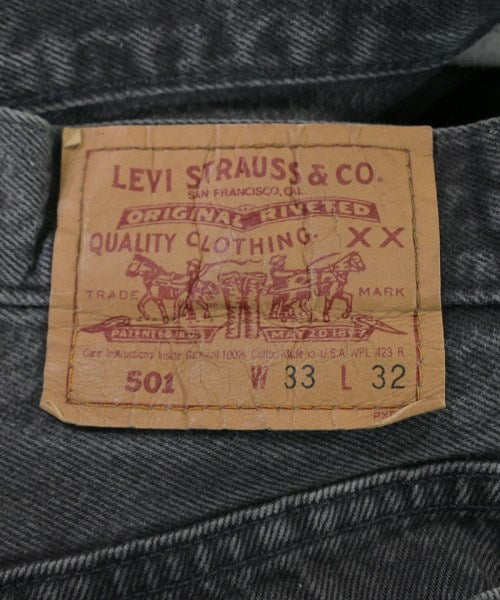 LEVI STRAUSS & CO.
SAN FRANCISCO, CAL.
ORIGINAL RIVETED
QUALITY CLOTHING. XX
TRADE MARK
PATENTED IN U.S. MAY 20 1873
Care Instructions Inside Garment 100% Cotton Made in U.S.A. WPL 423 R
501 W 33 L 32